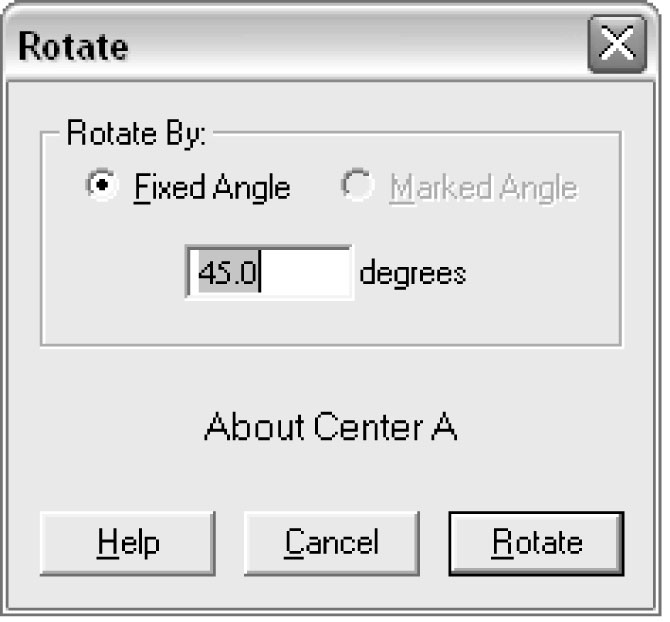 Rotate
Rotate By:
Fixed Angle Marked Angle
45.0 degrees
About Center A
Help Cancel Rotate